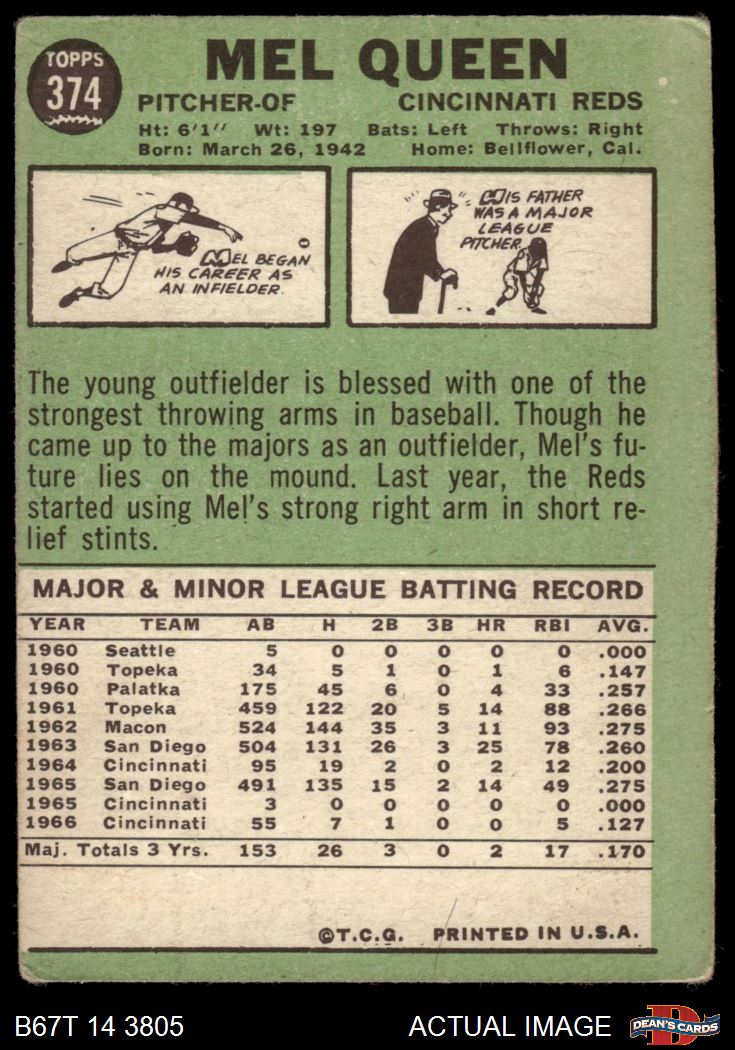 TOPPS
374
MEL QUEEN
PITCHER-OF CINCINNATI REDS
Ht: 6'1" Wt: 197 Bats: Left Throws: Right
Born: March 26, 1942 Home: Bellflower, Cal.
MEL BEGAN
HIS CAREER AS
AN INFIELDER.
HIS FATHER
WAS A MAJOR
LEAGUE
PITCHER
The young outfielder is blessed with one of the
strongest throwing arms in baseball. Though he
came up to the majors as an outfielder, Mel's fu-
ture lies on the mound. Last year, the Reds
started using Mel's strong right arm in short re-
lief stints.
MAJOR & MINOR LEAGUE BATTING RECORD
YEAR TEAM AB H 2B 3B HR RBI AVG.
1960 Seattle 5 0 0 0 0 0 .000
1960 Topeka 34 5 1 0 1 6 .147
1960 Palatka 175 45 6 0 4 33 .257
1961 Topeka 459 122 20 5 14 88 .266
1962 Macon 524 144 35 3 11 93 .275
1963 San Diego 504 131 26 3 25 78 .260
1964 Cincinnati 95 19 2 0 2 12 .200
1965 San Diego 491 135 15 2 14 49 .275
1965 Cincinnati 3 0 0 0 0 0 .000
1966 Cincinnati 55 7 1 0 0 5 .127
Maj. Totals 3 Yrs. 153 26 3 0 2 17 .170
©T.C.G. PRINTED IN U.S.A.
B67T 14 3805 ACTUAL IMAGE D DEAN'S CARDS